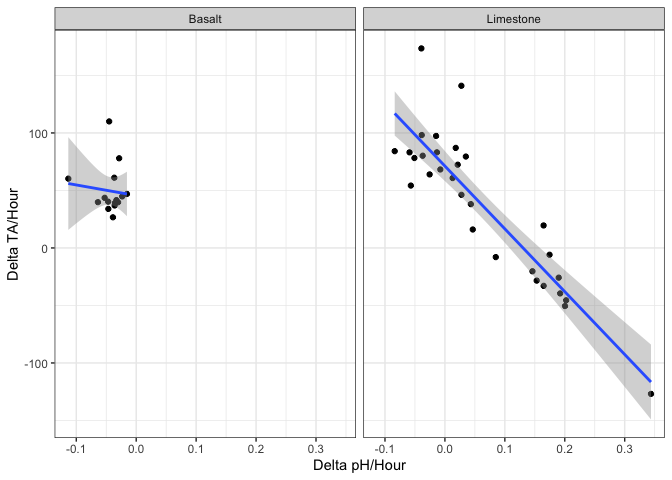 Basalt Limestone
100
0
-100
Delta TA/Hour
-0.1 0.0 0.1 0.2 0.3 -0.1 0.0 0.1 0.2 0.3
Delta pH/Hour